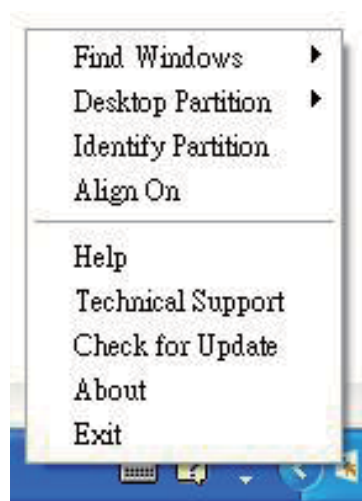 Find Windows
Desktop Partition
Identify Partition
Align On
Help
Technical Support
Check for Update
About
Exit